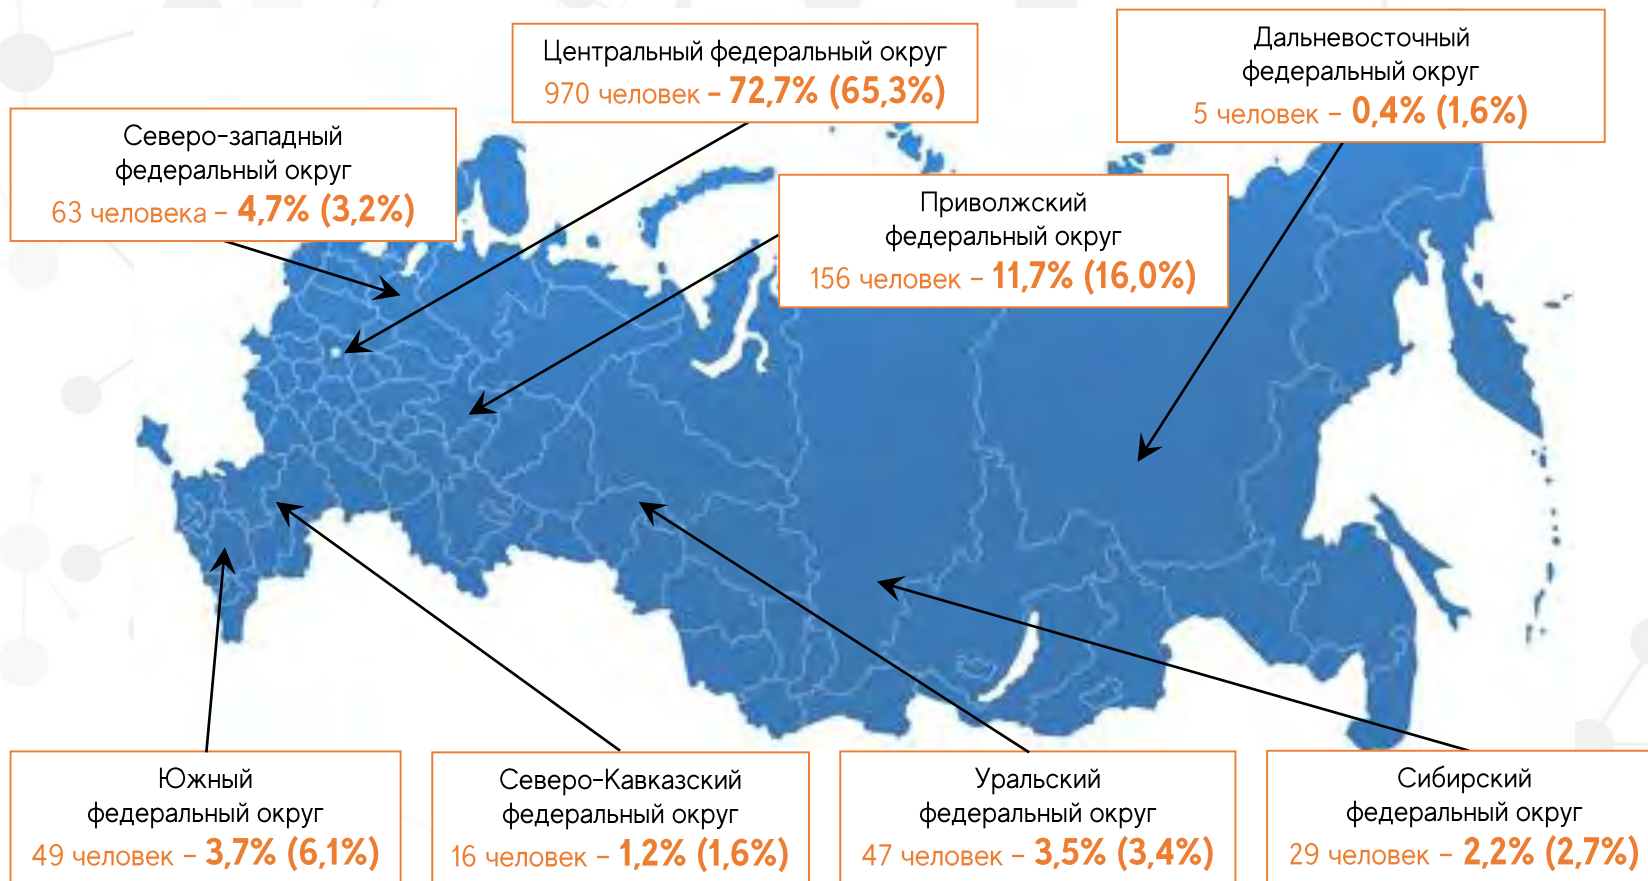 Центральный федеральный округ
970 человек – 72,7% (65,3%)
Дальневосточный
федеральный округ
5 человек – 0,4% (1,6%)
Северо-западный
федеральный округ
63 человека – 4,7% (3,2%)
Приволжский
федеральный округ
156 человек – 11,7% (16,0%)
Южный
федеральный округ
49 человек – 3,7% (6,1%)
Северо-Кавказский
федеральный округ
16 человек – 1,2% (1,6%)
Уральский
федеральный округ
47 человек – 3,5% (3,4%)
Сибирский
федеральный округ
29 человек – 2,2% (2,7%)